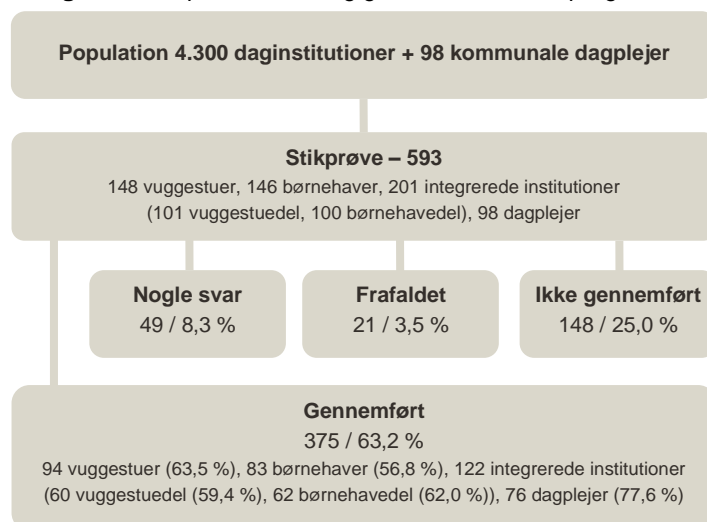 Population 4.300 daginstitutioner + 98 kommunale dagplejer
Stikprøve – 593
148 vuggestuer, 146 børnehaver, 201 integrerede institutioner
(101 vuggestuedel, 100 børnehavedel), 98 dagplejer
Nogle svar
49 / 8,3 %
Frafaldet
21 / 3,5 %
Ikke gennemført
148 / 25,0 %
Gennemført
375 / 63,2 %
94 vuggestuer (63,5 %), 83 børnehaver (56,8 %), 122 integrerede institutioner
(60 vuggestuedel (59,4 %), 62 børnehavedel (62,0 %)), 76 dagplejer (77,6 %)